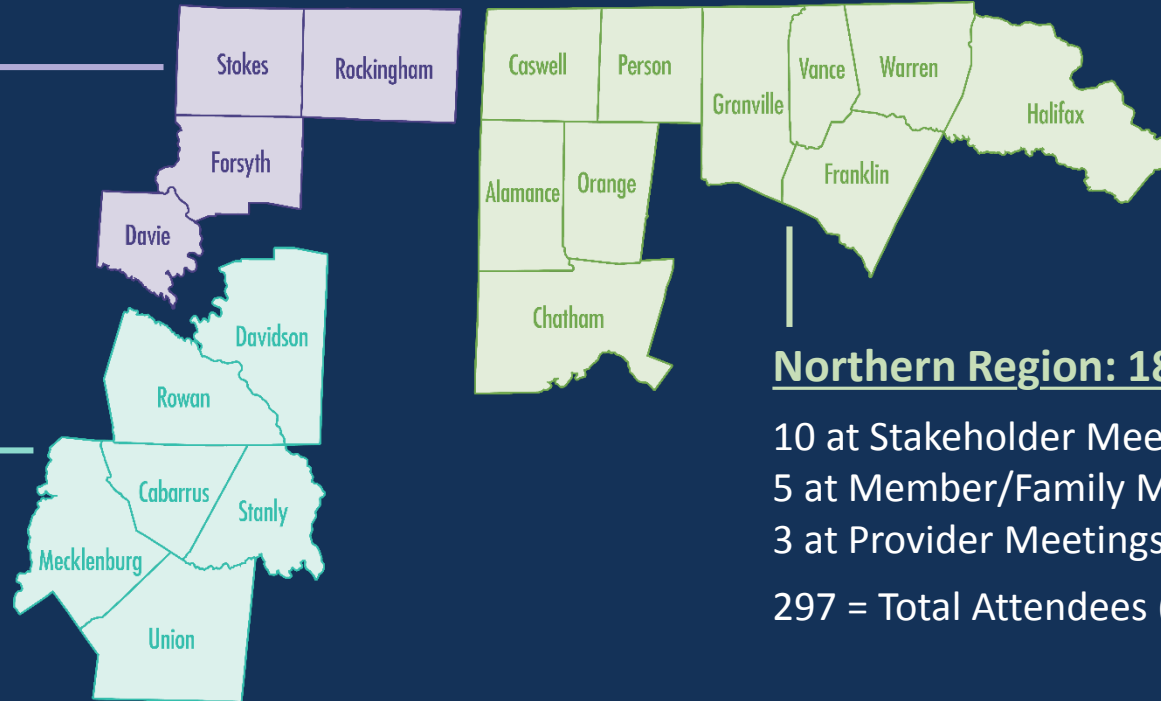 Stokes
Rockingham
Forsyth
Davie
Davidson
Rowan
Cabarrus
Stanly
Mecklenburg
Union
Caswell
Person
Granville
Vance
Warren
Halifax
Alamance
Orange
Franklin
Chatham
Northern Region: 18
10 at Stakeholder Mee
5 at Member/Family M
3 at Provider Meetings
297 = Total Attendees (